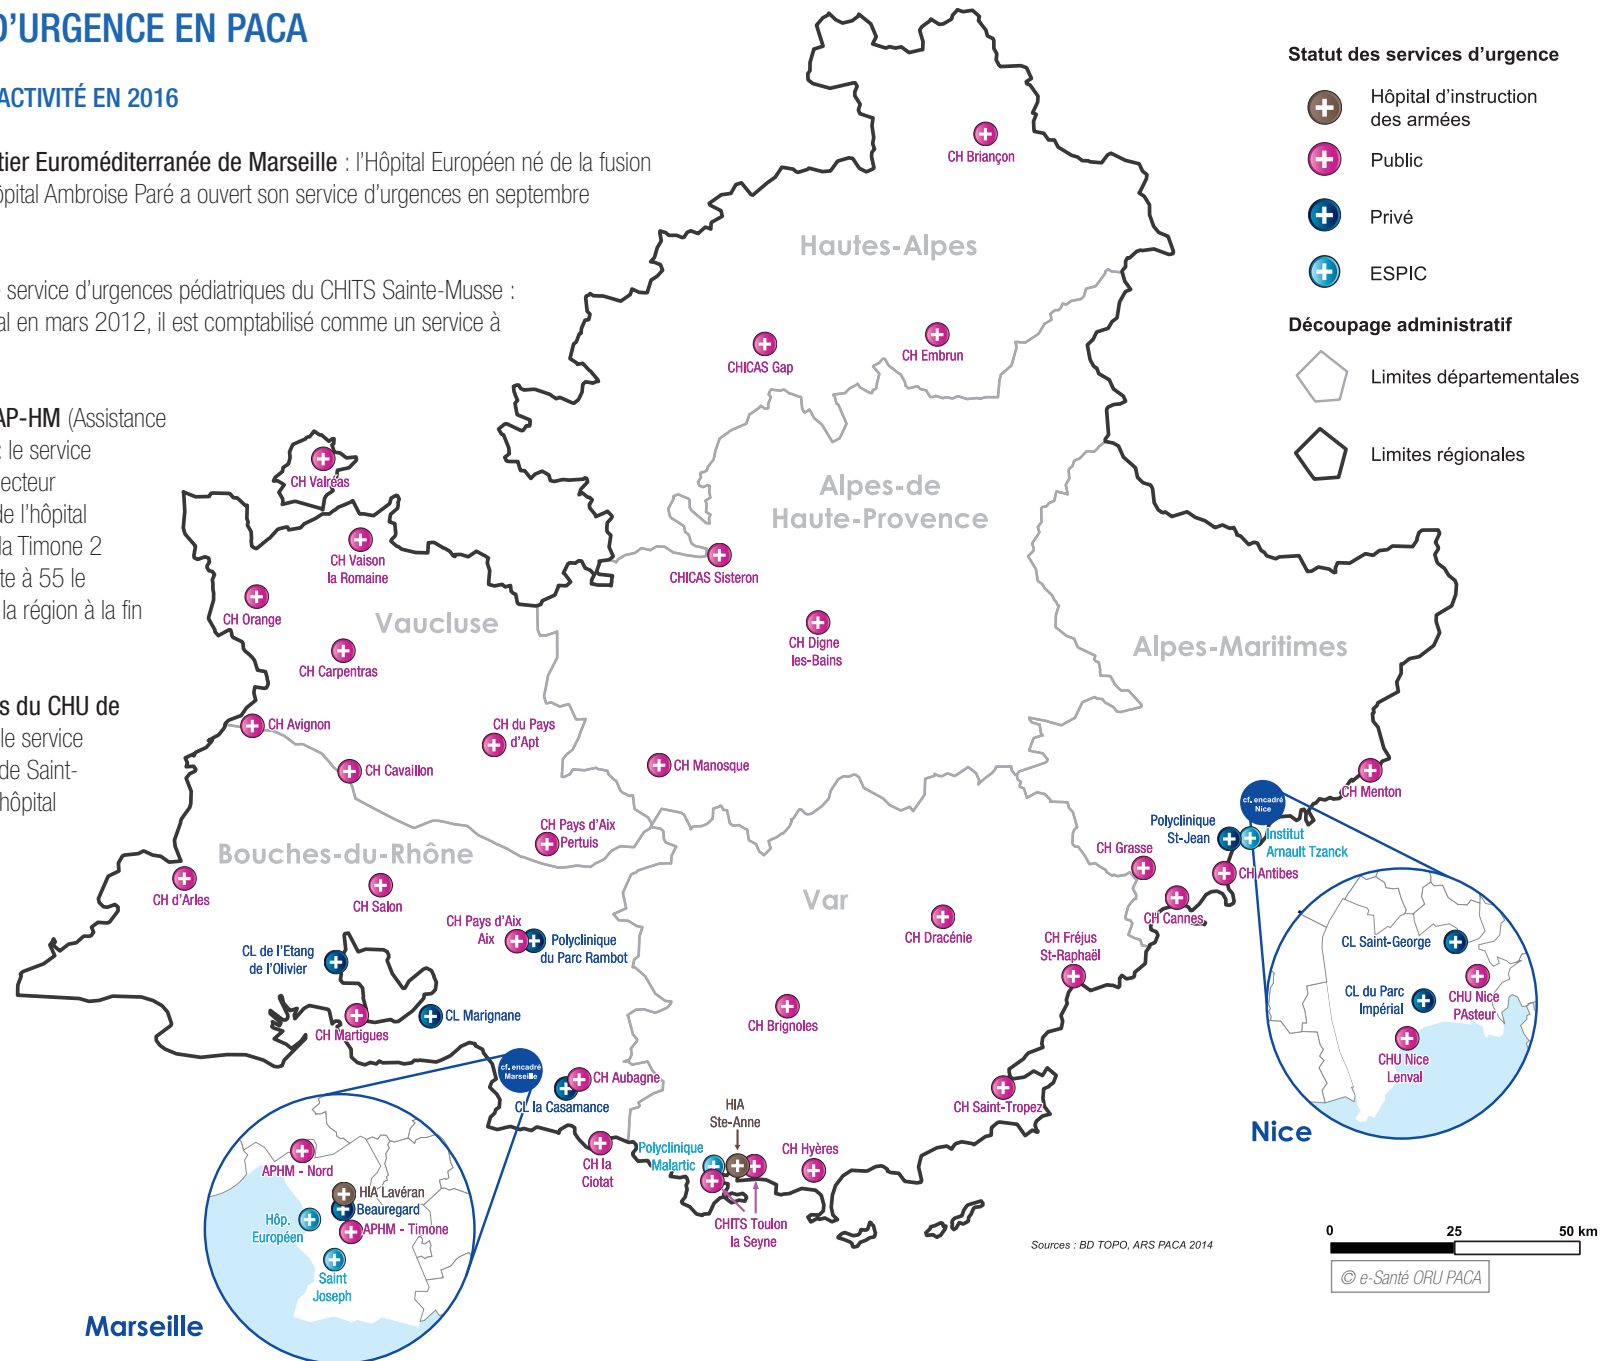 D’URGENCE EN PACA
ACTIVITÉ EN 2016
tier Euroméditerranée de Marseille : l’Hôpital Européen né de la fusion
ôpital Ambroise Paré a ouvert son service d’urgences en septembre
e service d’urgences pédiatriques du CHITS Sainte-Musse :
al en mars 2012, il est comptabilisé comme un service à
AP-HM (Assistance
: le service
ecteur
de l’hôpital
la Timone 2
te à 55 le
la région à la fin
s du CHU de
le service
de Saint-
hôpital
Statut des services d’urgence
Hôpital d’instruction
des armées
Public
Privé
ESPIC
Découpage administratif
Limites départementales
Limites régionales
Hautes-Alpes
CH Briançon
CHICAS Gap
CH Embrun
Alpes-de
Haute-Provence
CHICAS Sisteron
CH Digne
les-Bains
CH Manosque
Vaucluse
CH Valréas
CH Vaison
la Romaine
CH Orange
CH Carpentras
CH Avignon
CH du Pays
d’Apt
CH Cavaillon
CH Pays d’Aix
Pertuis
Bouches-du-Rhône
CH d’Arles
CH Salon
CH Pays d’Aix
Aix
Polyclinique
du Parc Rambot
CL de l’Etang
de l’Olivier
CH Martigues
CL Marignane
cf. encadré
Marseille
CH Aubagne
CL la Casamance
CH la
Ciotat
Var
CH Dracénie
CH Fréjus
St-Raphaël
CH Brignoles
CH Saint-Tropez
HIA
Ste-Anne
Polyclinique
Malartic
CH Hyères
CHITS Toulon
la Seyne
Alpes-Maritimes
CH Menton
cf. encadré
Nice
Polyclinique
St-Jean
Institut
Arnault Tzanck
CH Grasse
CH Antibes
CH Cannes
CL Saint-George
CL du Parc
Impérial
CHU Nice
PAsteur
CHU Nice
Lenval
Nice
APHM - Nord
HIA Lavéran
Beauregard
Hôp.
Européen
APHM - Timone
Saint
Joseph
Marseille
Sources : BD TOPO, ARS PACA 2014
0 25 50 km
© e-Santé ORU PACA